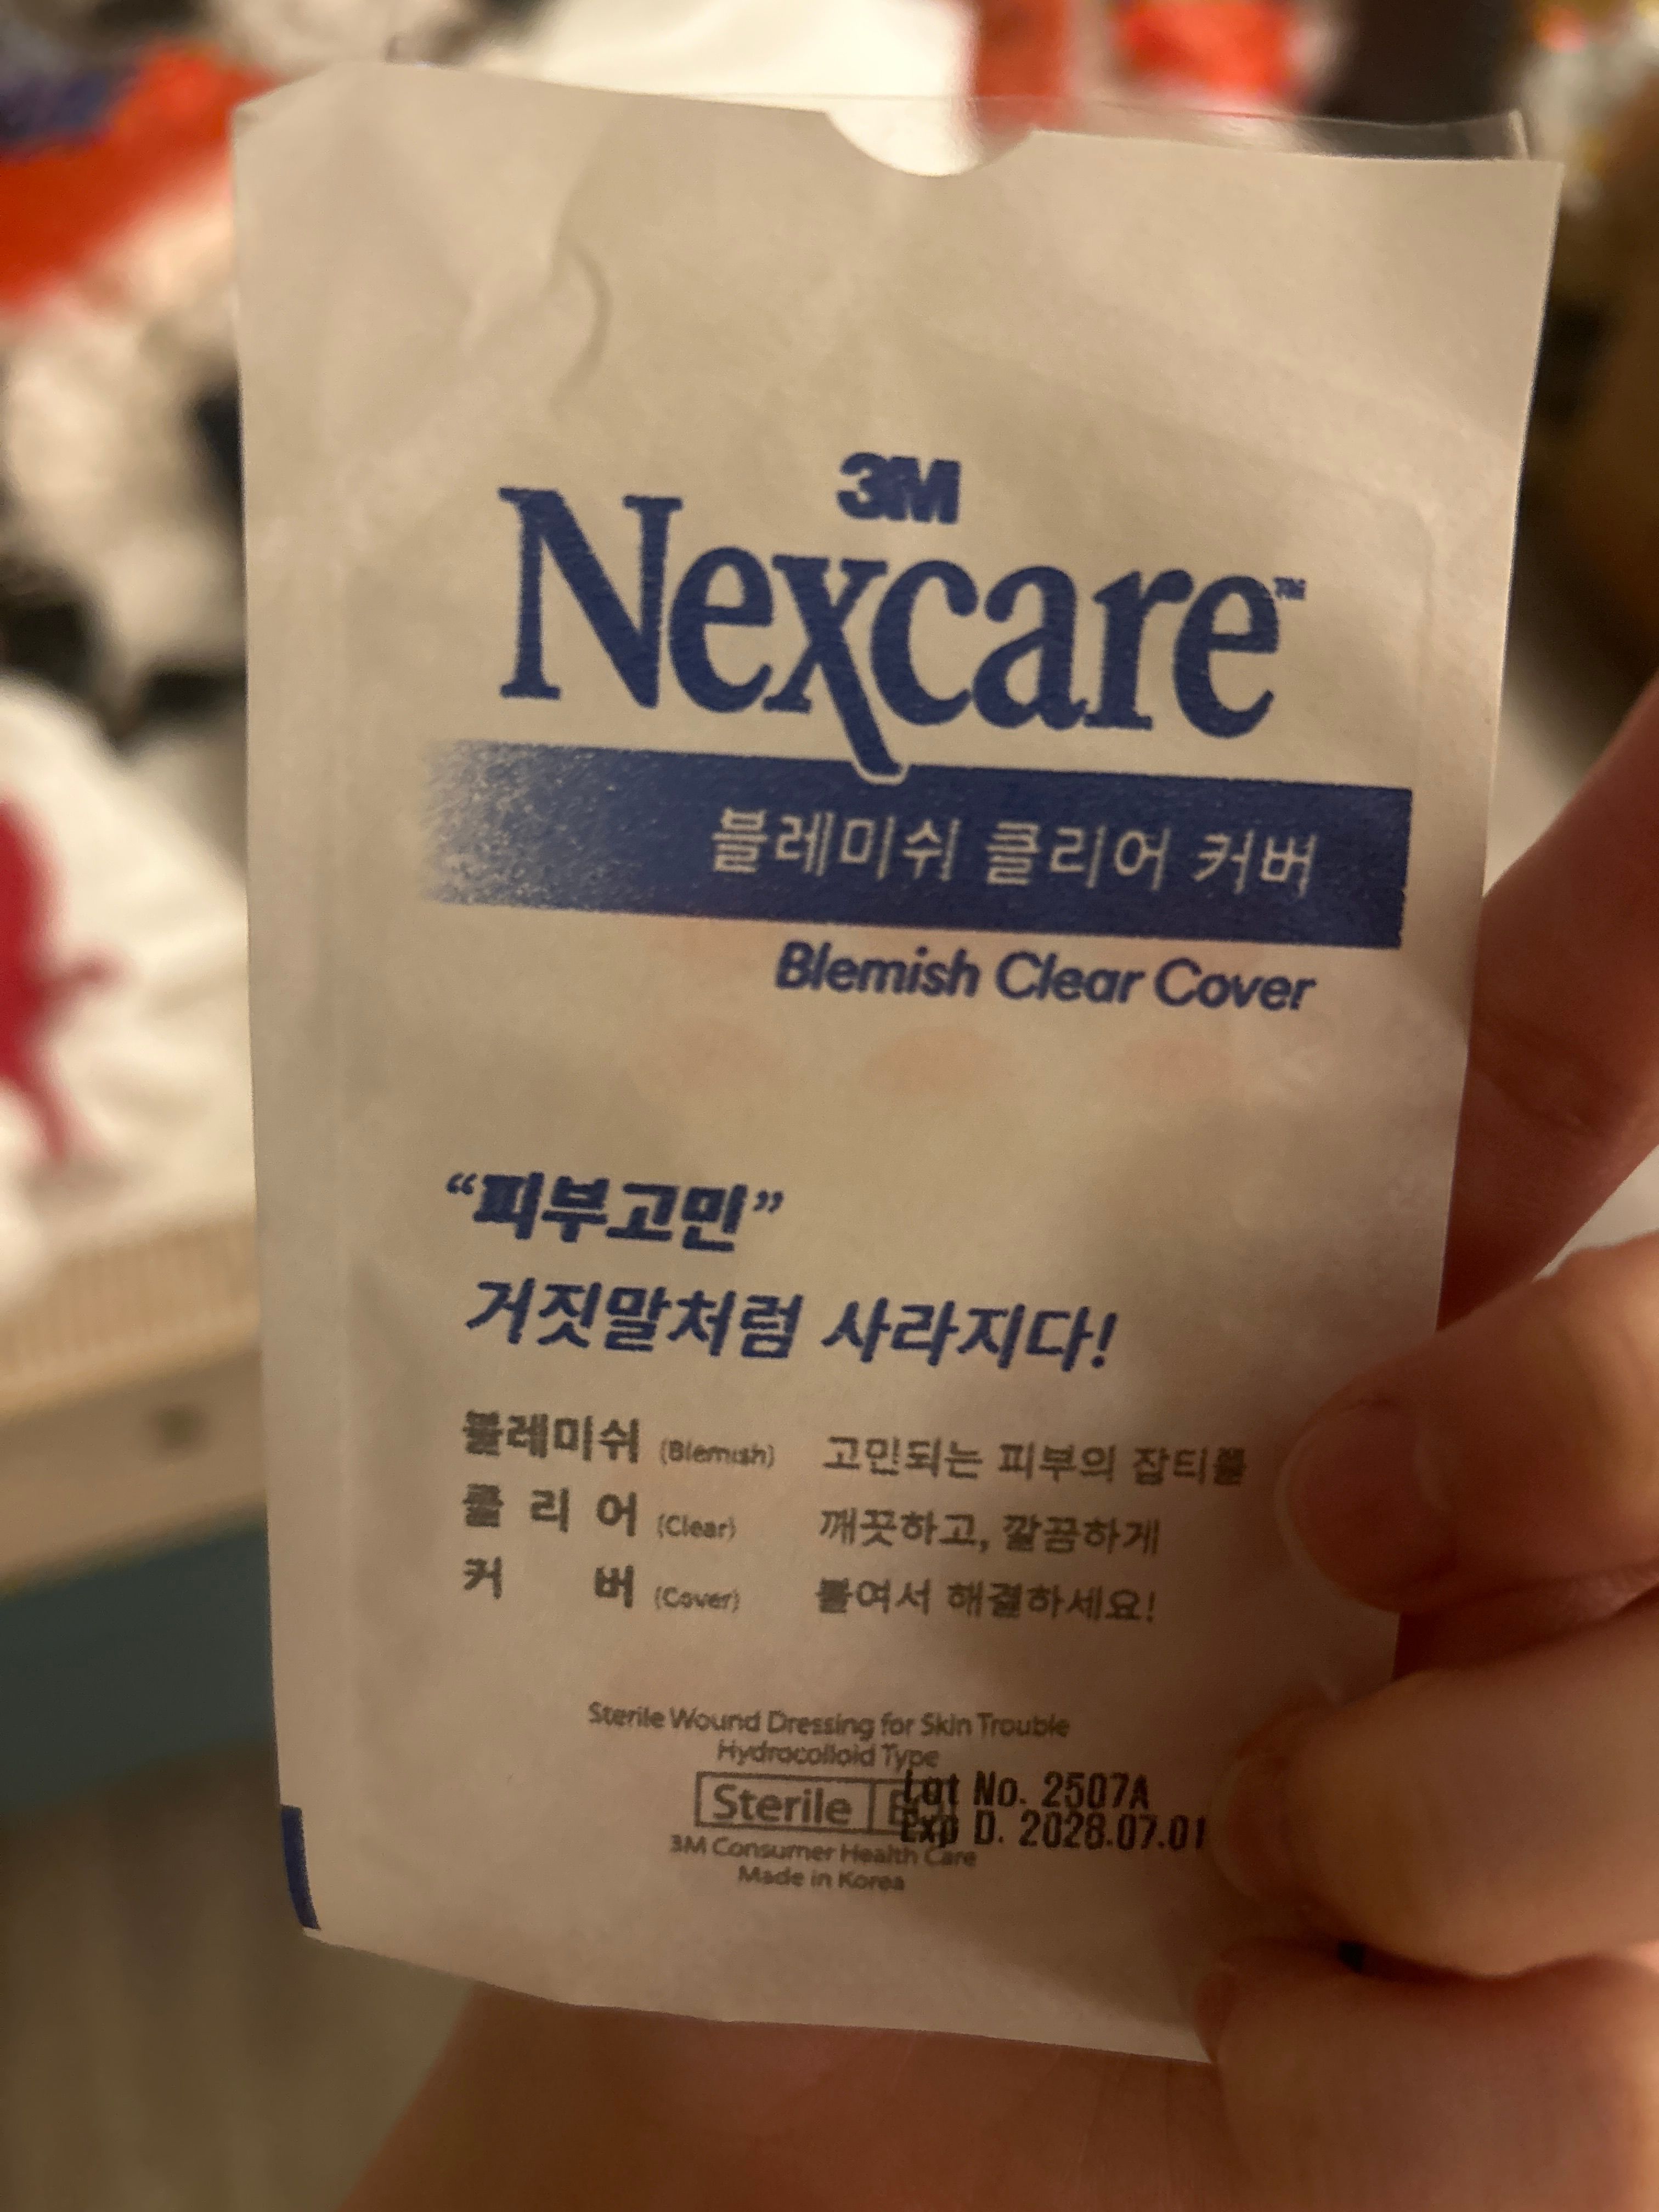 3M
Nexcare™
블레미쉬 클리어 커버
Blemish Clear Cover
“피부고민”
거짓말처럼 사라지다!
블레미쉬 (Blemish) 고민되는 피부의 잡티를
클 리 어 (Clear) 깨끗하고, 깔끔하게
커 버 (Cover) 붙여서 해결하세요!
Sterile Wound Dressing for Skin Trouble
Hydrocolloid Type
Sterile
Lot No. 2507A
Exp D. 2028.07.01
3M Consumer Health Care
Made in Korea